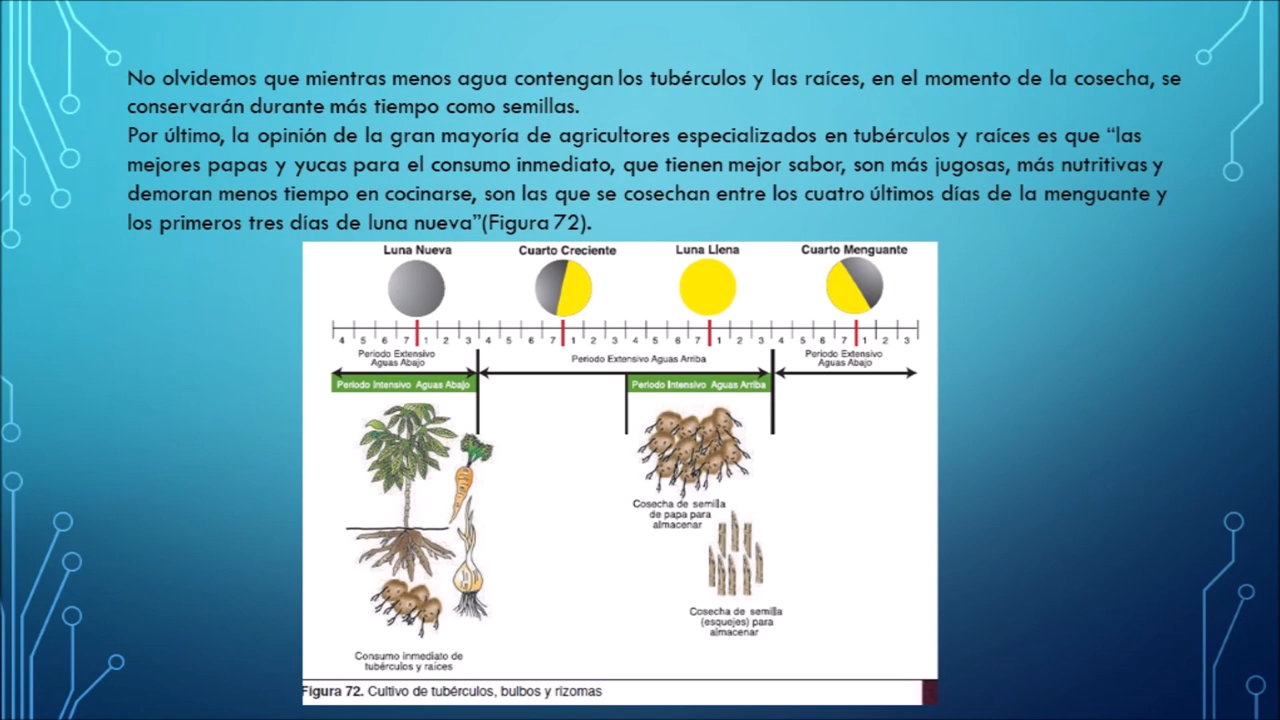 No olvidemos que mientras menos agua contengan los tubérculos y las raíces, en el momento de la cosecha, se
conservarán durante más tiempo como semillas.
Por último, la opinión de la gran mayoría de agricultores especializados en tubérculos y raíces es que “las
mejores papas y yucas para el consumo inmediato, que tienen mejor sabor, son más jugosas, más nutritivas y
demoran menos tiempo en cocinarse, son las que se cosechan entre los cuatro últimos días de la menguante y
los primeros tres días de luna nueva”(Figura 72).
Luna Nueva Cuarto Creciente Luna Llena Cuarto Menguante
4 5 6 7 1 2 3 4 5 6 7 1 2 3 4 5 6 7 1 2 3 4 5 6 7 1 2 3
Periodo Extensivo
Aguas Abajo
Periodo Extensivo Aguas Arriba
Periodo Extensivo
Aguas Abajo
Periodo Intensivo Aguas Abajo
Periodo Intensivo Aguas Arriba
Cosecha de semilla
de papa para
almacenar
Cosecha de semilla
(esquejes) para
almacenar
Consumo inmediato de
tubérculos y raíces
Figura 72. Cultivo de tubérculos, bulbos y rizomas